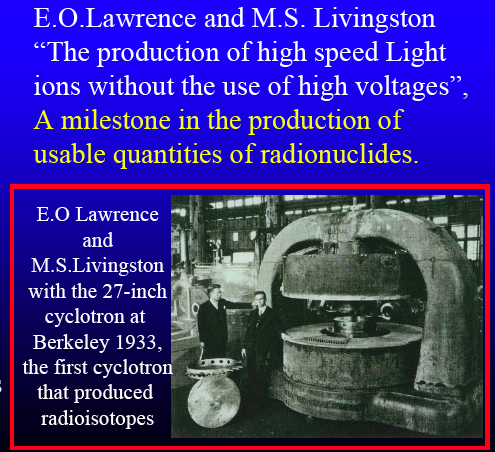 E.O.Lawrence and M.S. Livingston
“The production of high speed Light
ions without the use of high voltages”,
A milestone in the production of
usable quantities of radionuclides.
E.O Lawrence
and
M.S.Livingston
with the 27-inch
cyclotron at
Berkeley 1933,
the first cyclotron
that produced
radioisotopes